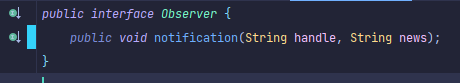 public interface Observer {
public void notification(String handle, String news);
}